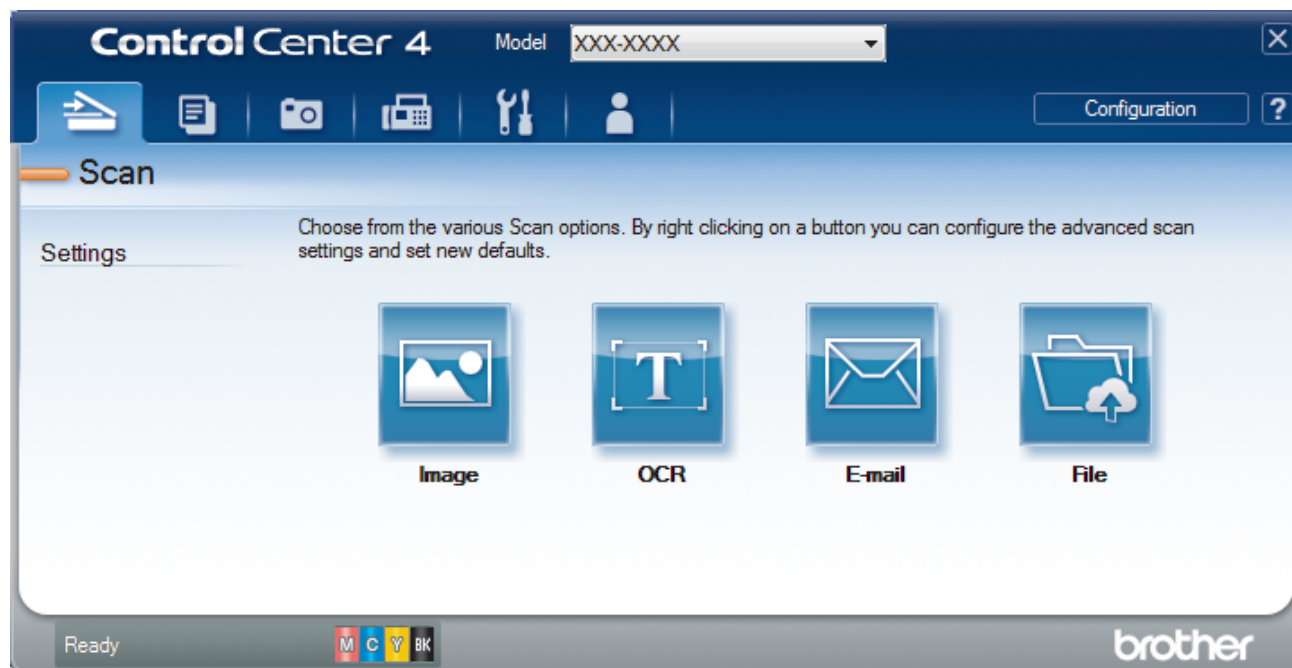 ControlCenter 4 Model XXX-XXXX
Configuration ?
Scan
Choose from the various Scan options. By right clicking on a button you can configure the advanced scan
settings and set new defaults.
Settings
T
Image OCR E-mail File
Ready M C Y BK brother